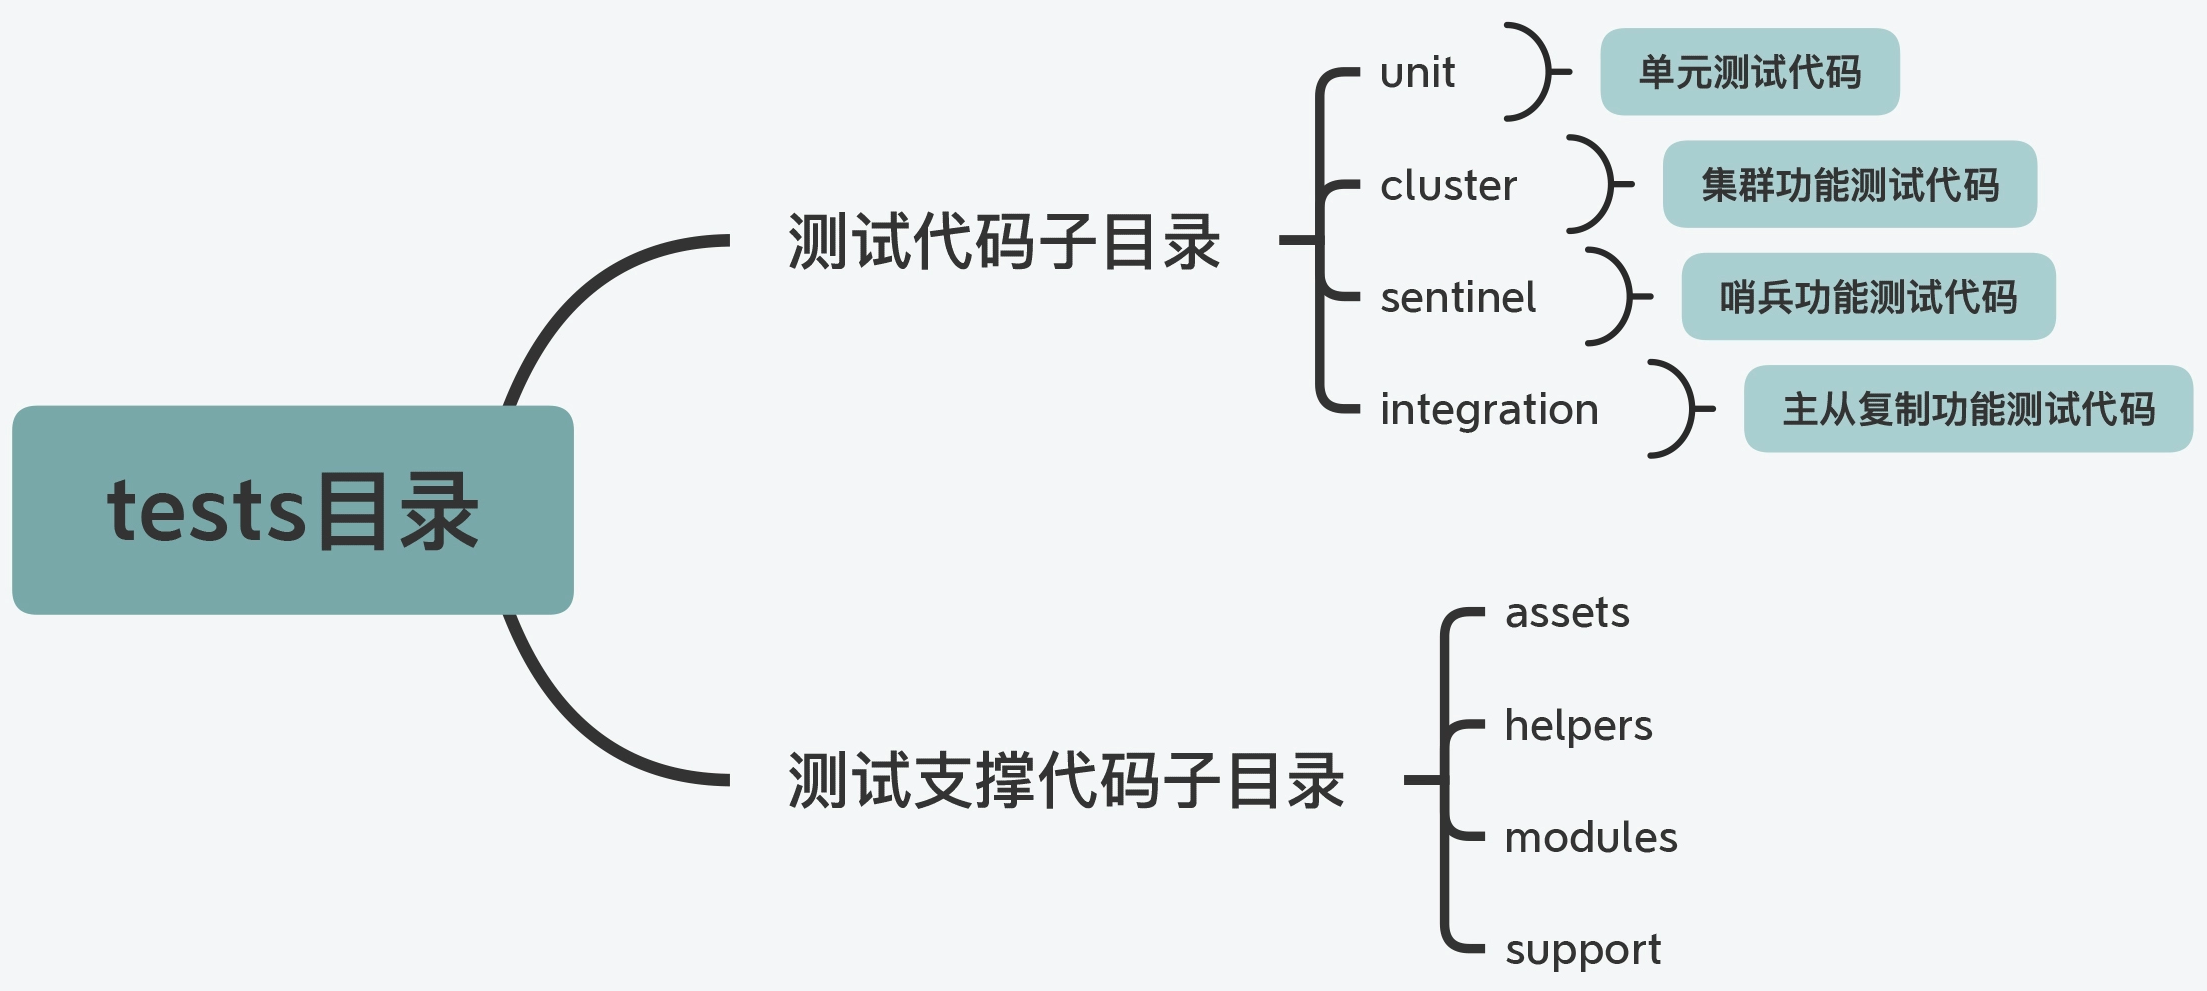 tests目录
测试代码子目录
unit
单元测试代码
cluster
集群功能测试代码
sentinel
哨兵功能测试代码
integration
主从复制功能测试代码
测试支撑代码子目录
assets
helpers
modules
support